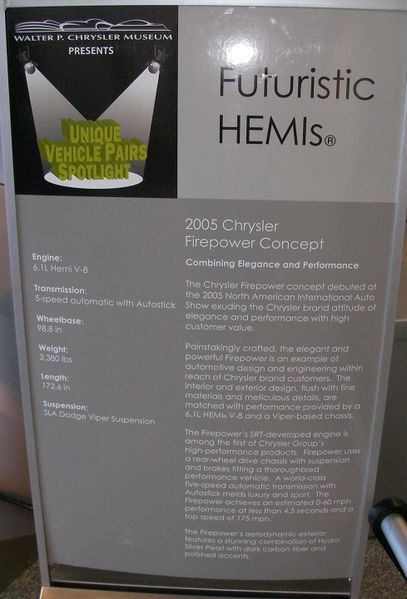 WALTER P. CHRYSLER MUSEUM
PRESENTS
UNIQUE
VEHICLE PAIRS
SPOTLIGHT
Futuristic
HEMIs®
2005 Chrysler
Firepower Concept
Combining Elegance and Performance
Engine:
6.1L Hemi V-8
Transmission:
5-speed automatic with Autostick
Wheelbase:
98.8 in
Weight:
3,380 lbs
Length:
172.6 in
Suspension:
SLA Dodge Viper Suspension
The Chrysler Firepower concept debuted at
the 2005 North American International Auto
Show exuding the Chrysler brand attitude of
elegance and performance with high
customer value.
Painstakingly crafted, the elegant and
powerful Firepower is an example of
automotive design and engineering within
reach of Chrysler brand customers. The
interior and exterior design, flush with fine
materials and meticulous details, are
matched with performance provided by a
6.1L HEMI® V-8 and a Viper-based chassis.
The Firepower's SRT-developed engine is
among the first of Chrysler Group's
high-performance products. Firepower uses
a rear-wheel drive chassis with suspension
and brakes fitting a thoroughbred
performance vehicle. A world-class
five-speed automatic transmission with
Autostick melds luxury and sport. The
Firepower achieves an estimated 0-60 mph
performance at less than 4.5 seconds and a
top speed of 175 mph.
The Firepower's aerodynamic exterior
features a stunning combination of Hydro
Silver Pearl with dark carbon fiber and
polished accents.